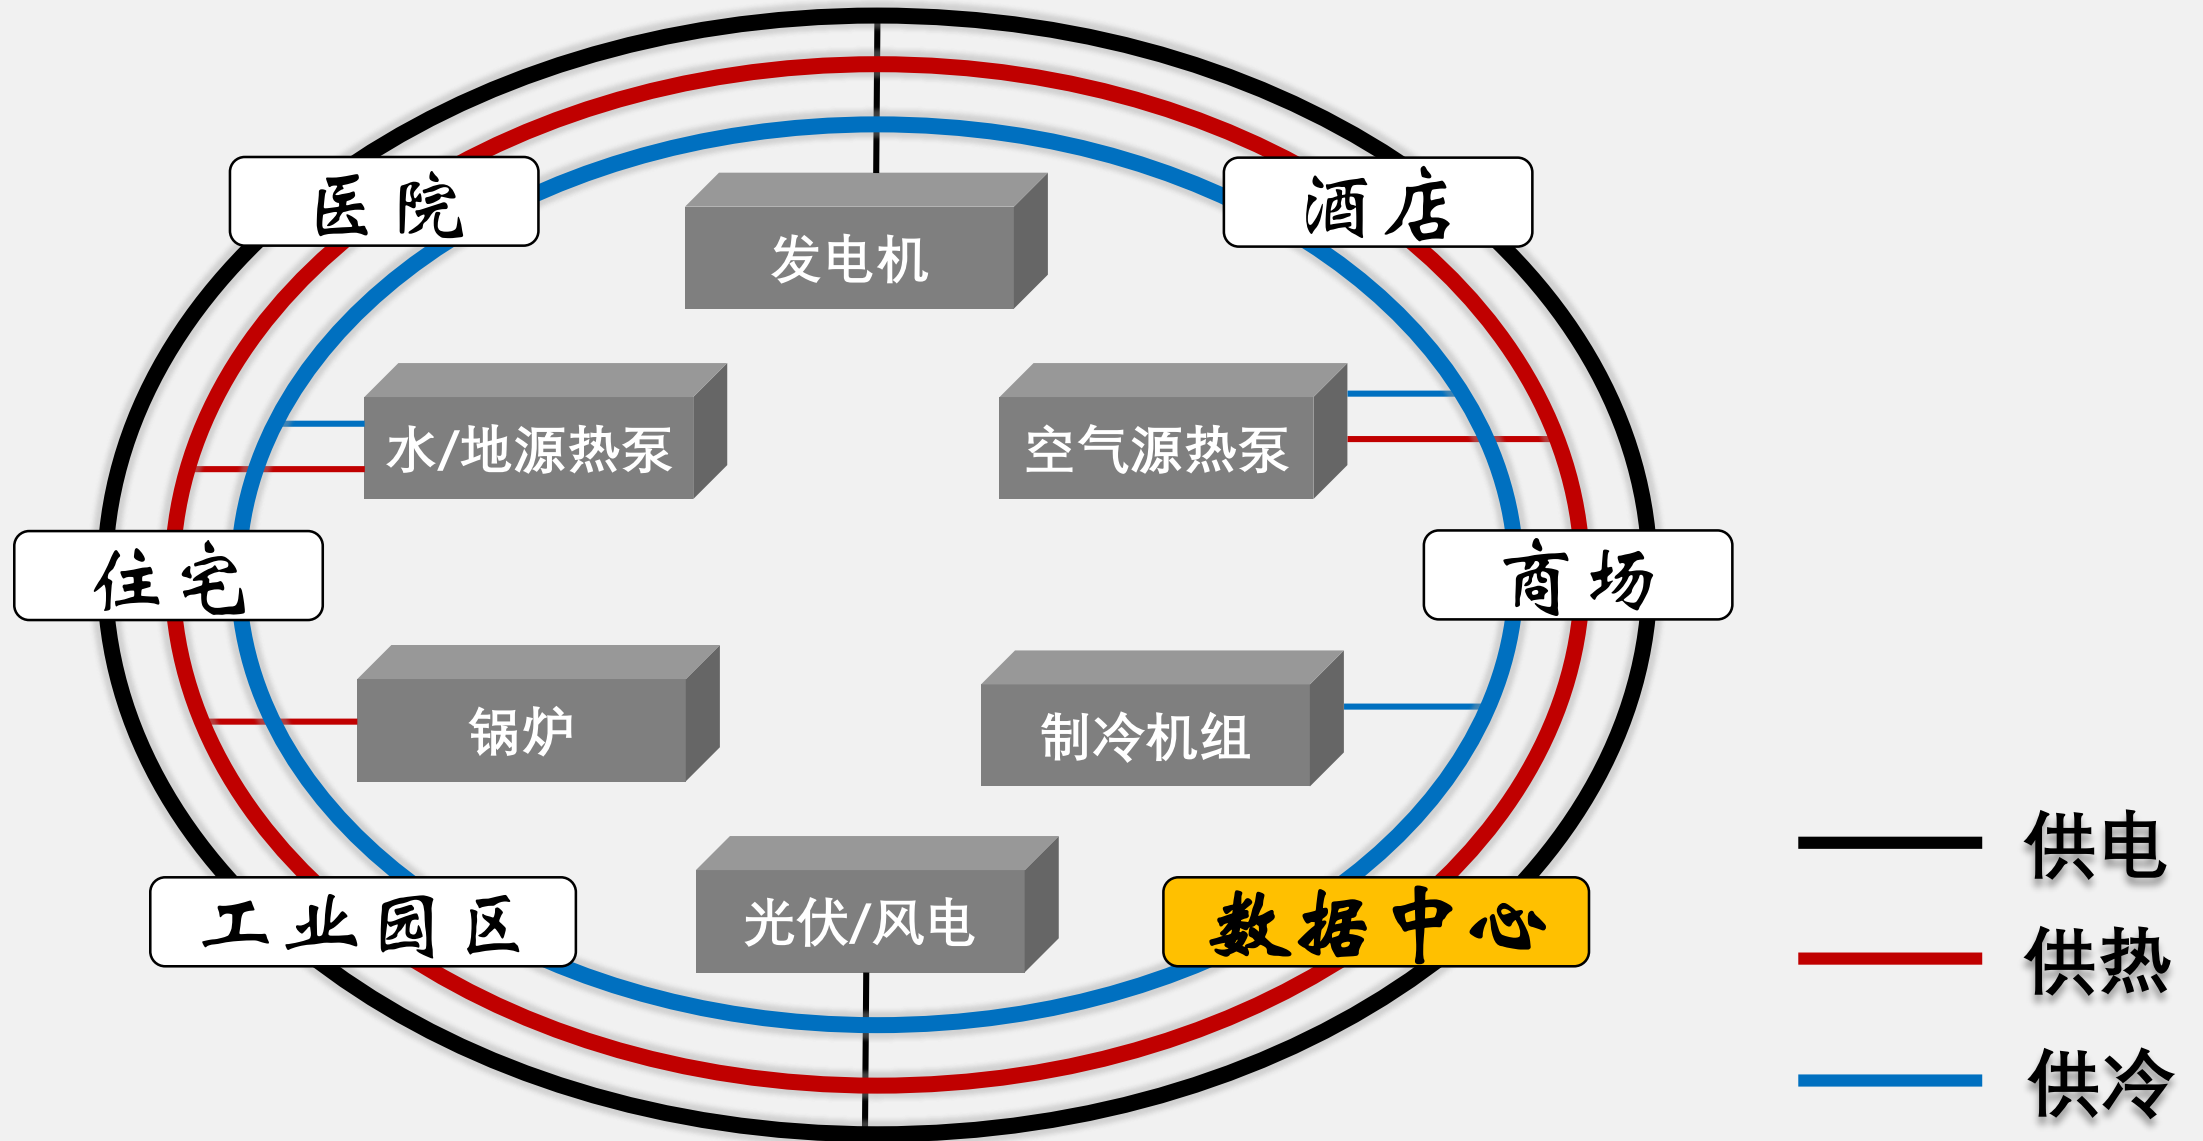 医院
酒店
发电机
水/地源热泵
空气源热泵
住宅
商场
锅炉
制冷机组
光伏/风电
工业园区
数据中心
供电
供热
供冷